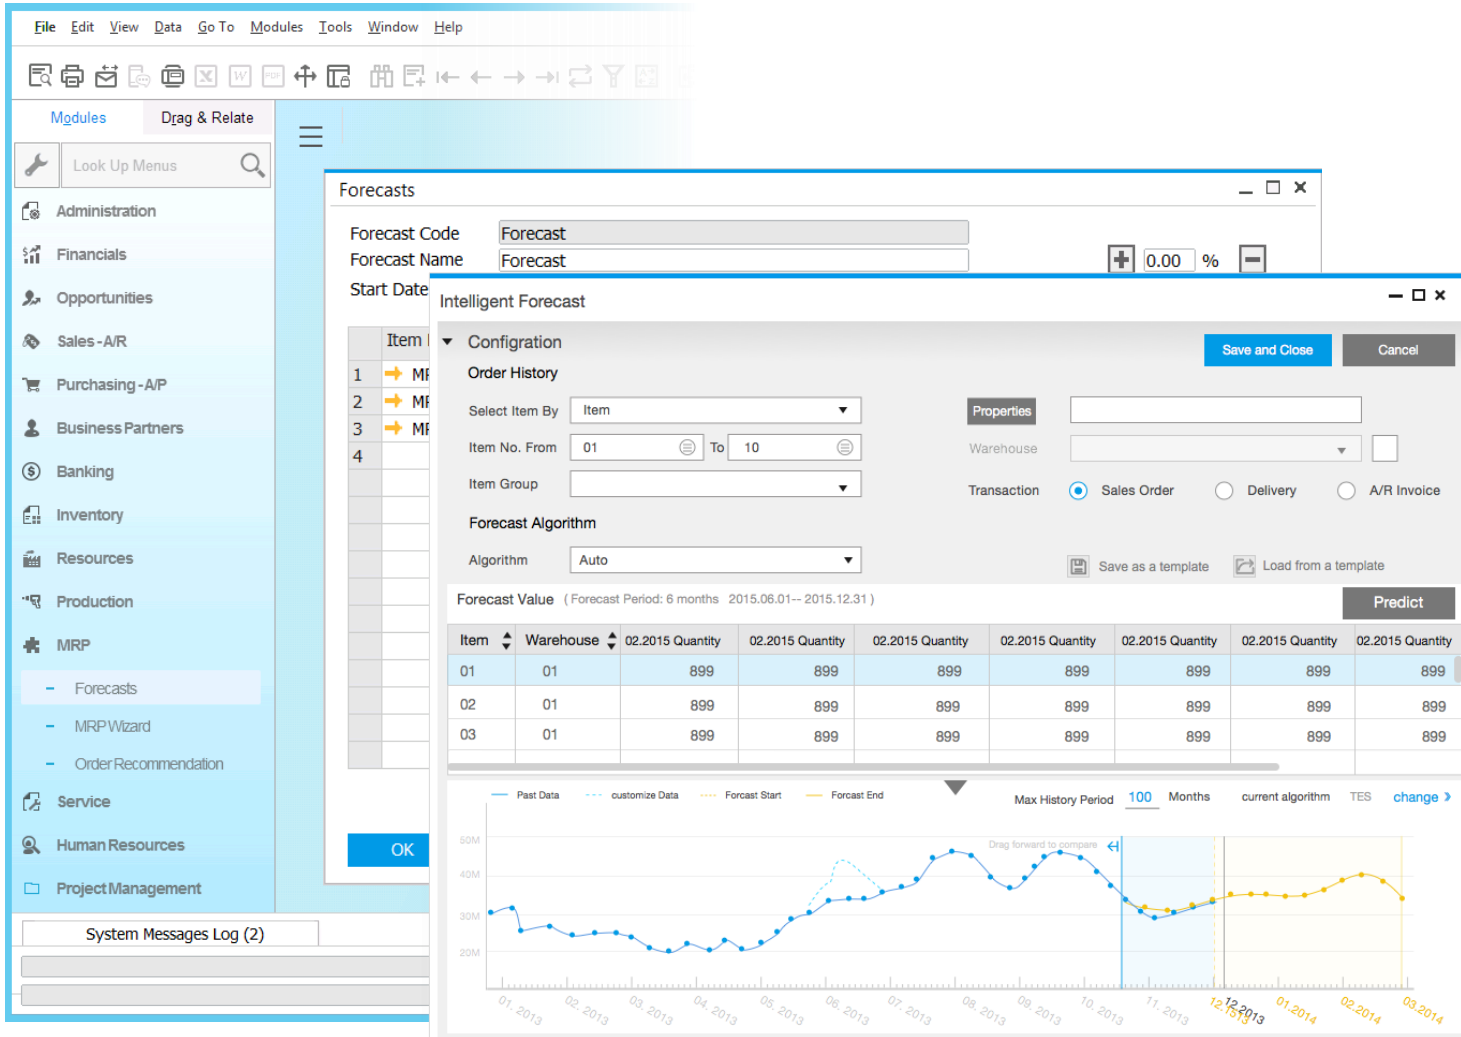 File Edit View Data Go To Modules Tools Window Help
Modules Drag & Relate
Look Up Menus
Administration
Financials
Opportunities
Sales - A/R
Purchasing - A/P
Business Partners
Banking
Inventory
Resources
Production
MRP
Forecasts
MRP Wizard
Order Recommendation
Service
Human Resources
Project Management
System Messages Log (2)
Forecasts
Forecast Code Forecast
Forecast Name Forecast
0.00 %
Start Date
Item
1
2
3
4
OK
Intelligent Forecast
Configration
Save and Close Cancel
Order History
Select Item By Item
Properties
Item No. From 01 To 10
Warehouse
Item Group
Transaction Sales Order Delivery A/R Invoice
Forecast Algorithm
Algorithm Auto
Save as a template Load from a template
Forecast Value (Forecast Period: 6 months 2015.06.01-- 2015.12.31)
Predict
Item Warehouse 02.2015 Quantity 02.2015 Quantity 02.2015 Quantity 02.2015 Quantity 02.2015 Quantity 02.2015 Quantity 02.2015 Quantity
01 01 899 899 899 899 899 899 899
02 01 899 899 899 899 899 899 899
03 01 899 899 899 899 899 899 899
Past Data customize Data Forcast Start Forcast End
Max History Period 100 Months current algorithm TES change
Drag forward to compare
50M
40M
30M
20M
01. 2013 02. 2013 03. 2013 04. 2013 05. 2013 06. 2013 07. 2013 08. 2013 09. 2013 10. 2013 11. 2013 12.2013 01.2014 02.2014 03.2014